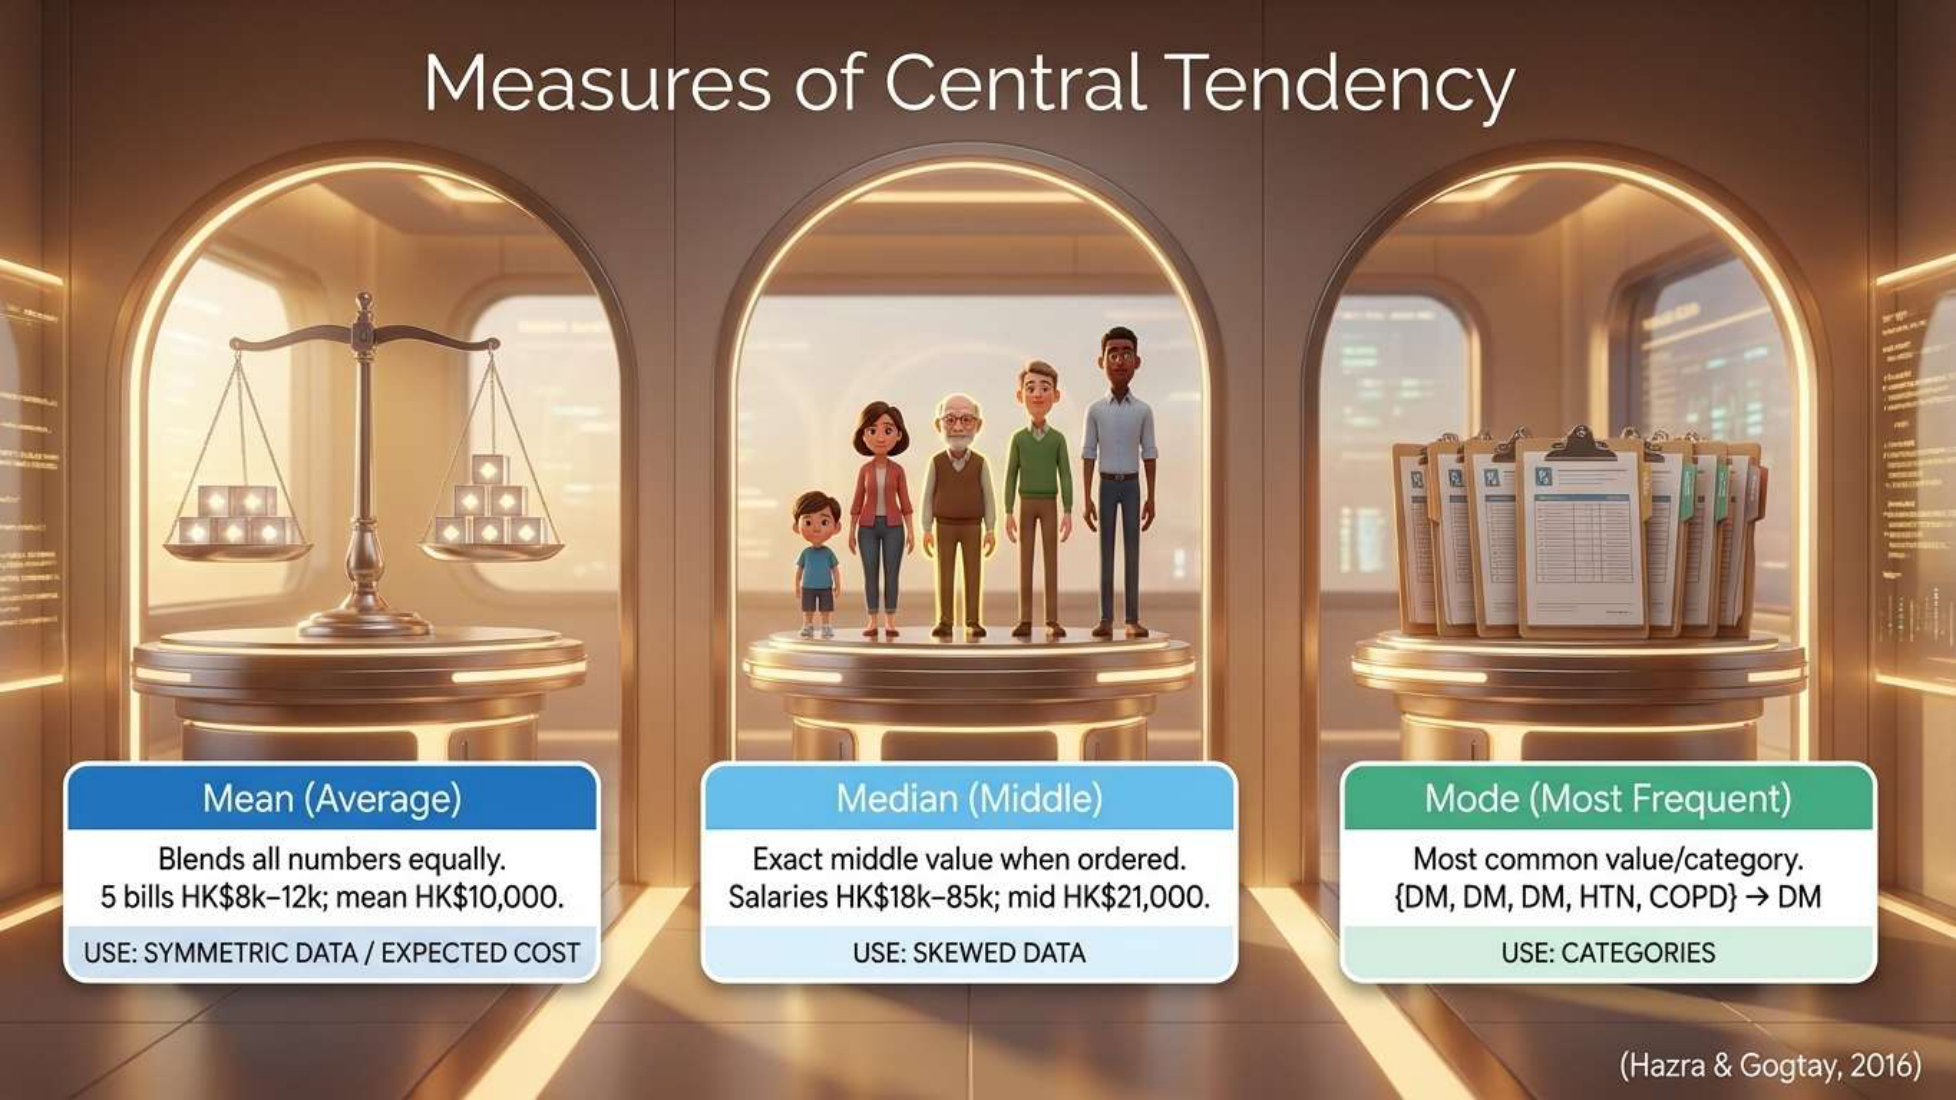 Measures of Central Tendency
Mean (Average)
Blends all numbers equally.
5 bills HK$8k–12k; mean HK$10,000.
USE: SYMMETRIC DATA / EXPECTED COST
Median (Middle)
Exact middle value when ordered.
Salaries HK$18k–85k; mid HK$21,000.
USE: SKEWED DATA
Mode (Most Frequent)
Most common value/category.
{DM, DM, DM, HTN, COPD} → DM
USE: CATEGORIES
(Hazra & Gogtay, 2016)